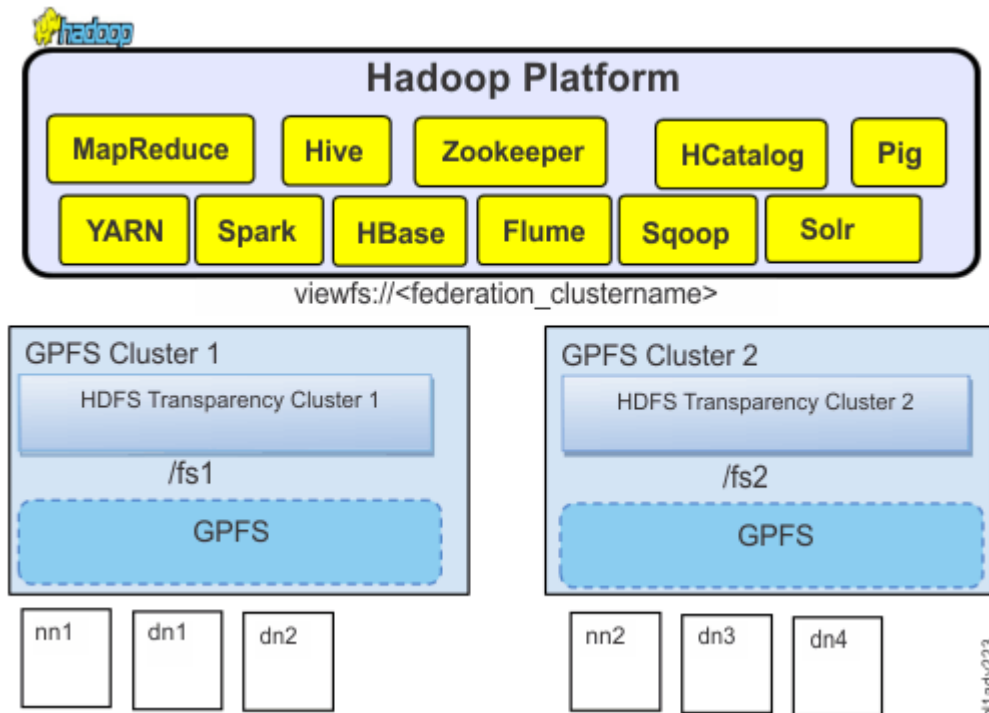 hadoop
Hadoop Platform
MapReduce Hive Zookeeper HCatalog Pig
YARN Spark HBase Flume Sqoop Solr
viewfs://<federation_clustername>
GPFS Cluster 1
HDFS Transparency Cluster 1
/fs1
GPFS
nn1 dn1 dn2
GPFS Cluster 2
HDFS Transparency Cluster 2
/fs2
GPFS
nn2 dn3 dn4